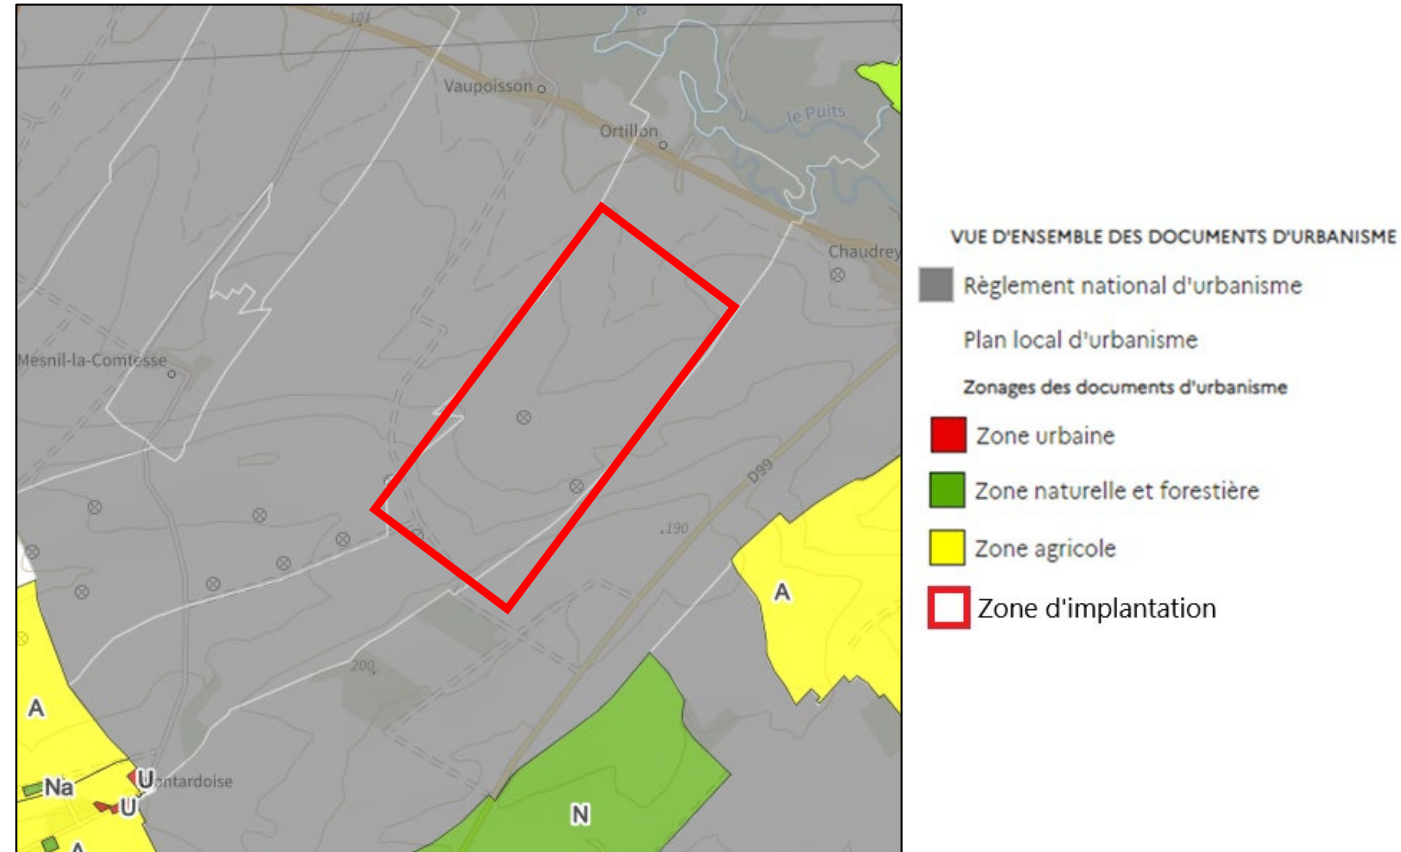 101
Vaupoisson
Ortillon
le Puits
Chaudrey
Mesnil-la-Comtesse
D99
.190
A
200
A
Na
U
ontardoise
U
N
A
VUE D'ENSEMBLE DES DOCUMENTS D'URBANISME
Règlement national d'urbanisme
Plan local d'urbanisme
Zonages des documents d'urbanisme
Zone urbaine
Zone naturelle et forestière
Zone agricole
Zone d'implantation